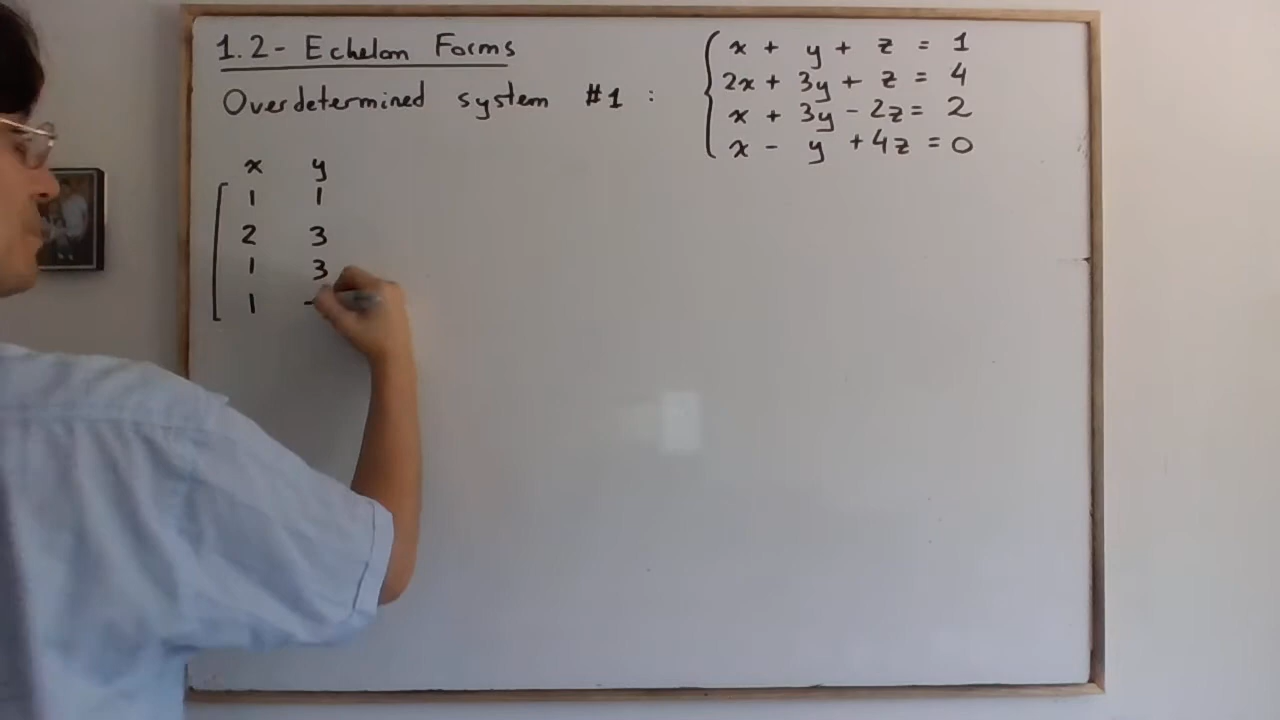 1.2- Echelon Forms
Overdetermined system #1 :
x + y + z = 1
2x + 3y + z = 4
x + 3y - 2z = 2
x - y + 4z = 0
x y
1 1
2 3
1 3
1 -